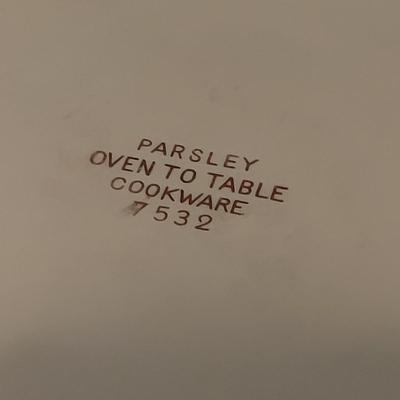 PARSLEY
OVEN TO TABLE
COOKWARE
7532